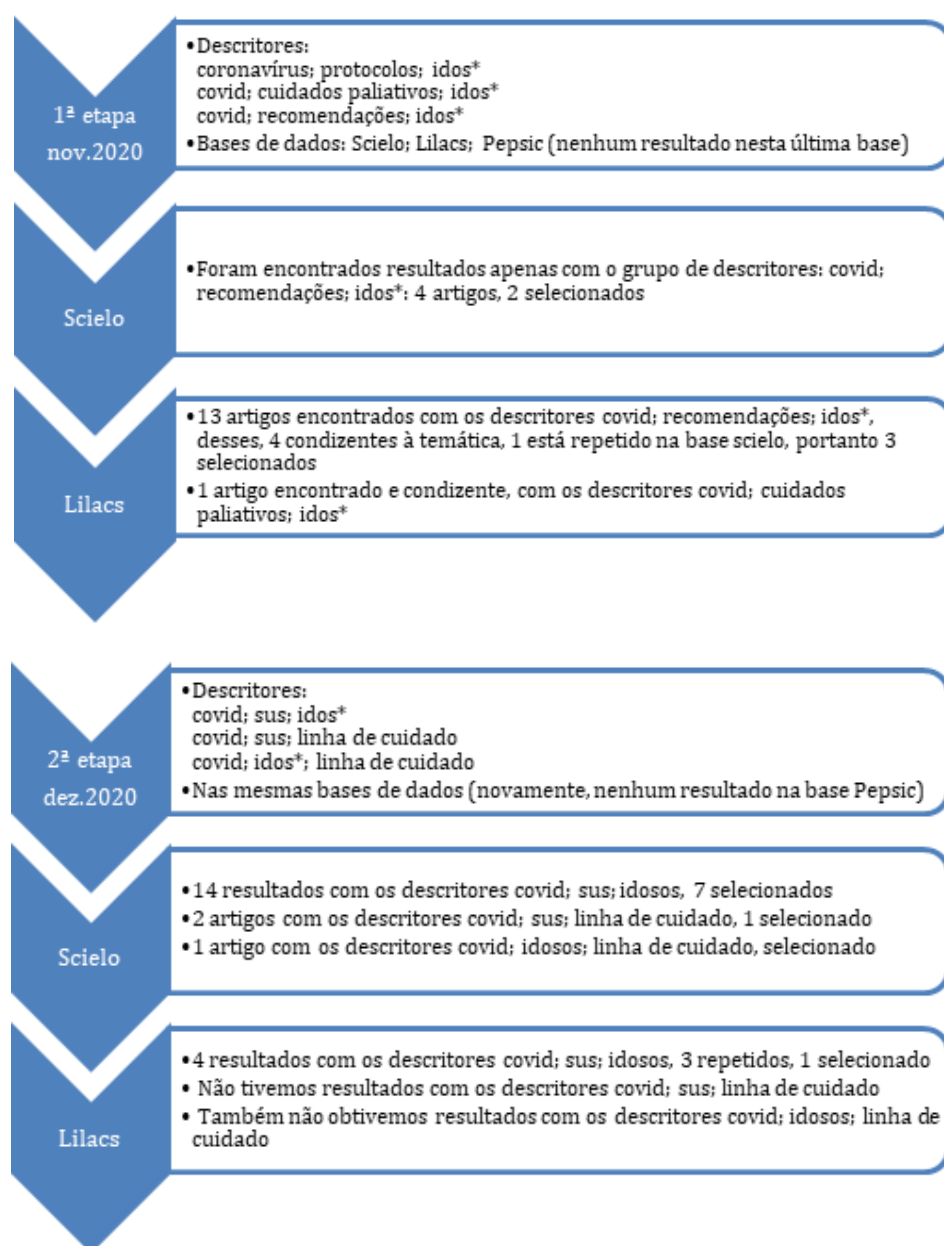 1ª etapa
nov.2020
•Descritores:
coronavírus; protocolos; idos*
covid; cuidados paliativos; idos*
covid; recomendações; idos*
•Bases de dados: Scielo; Lilacs; Pepsic (nenhum resultado nesta última base)
Scielo
•Foram encontrados resultados apenas com o grupo de descritores: covid;
recomendações; idos*: 4 artigos, 2 selecionados
Lilacs
•13 artigos encontrados com os descritores covid; recomendações; idos*,
desses, 4 condizentes à temática, 1 está repetido na base scielo, portanto 3
selecionados
•1 artigo encontrado e condizente, com os descritores covid; cuidados
paliativos; idos*
2ª etapa
dez.2020
•Descritores:
covid; sus; idos*
covid; sus; linha de cuidado
covid; idos*; linha de cuidado
•Nas mesmas bases de dados (novamente, nenhum resultado na base Pepsic)
Scielo
•14 resultados com os descritores covid; sus; idosos, 7 selecionados
•2 artigos com os descritores covid; sus; linha de cuidado, 1 selecionado
•1 artigo com os descritores covid; idosos; linha de cuidado, selecionado
Lilacs
•4 resultados com os descritores covid; sus; idosos, 3 repetidos, 1 selecionado
• Não tivemos resultados com os descritores covid; sus; linha de cuidado
• Também não obtivemos resultados com os descritores covid; idosos; linha de
cuidado